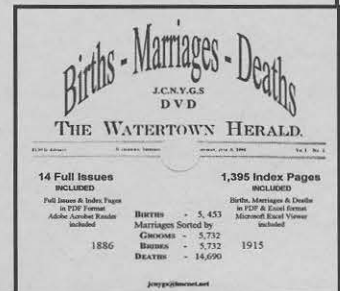 Births - Marriages - Deaths
J.C.N.Y.G.S
DVD
THE WATERTOWN HERALD.
14 Full Issues
INCLUDED
Full Issues & Index Pages
in PDF Format
Adobe Acrobat Reader
included
1886
1,395 Index Pages
INCLUDED
Births, Marriages & Deaths
in PDF & Excel format
Microsoft Excel Viewer
included
1915
BIRTHS - 5, 453
Marriages Sorted by
GROOMS - 5,732
BRIDES - 5,732
DEATHS - 14,690